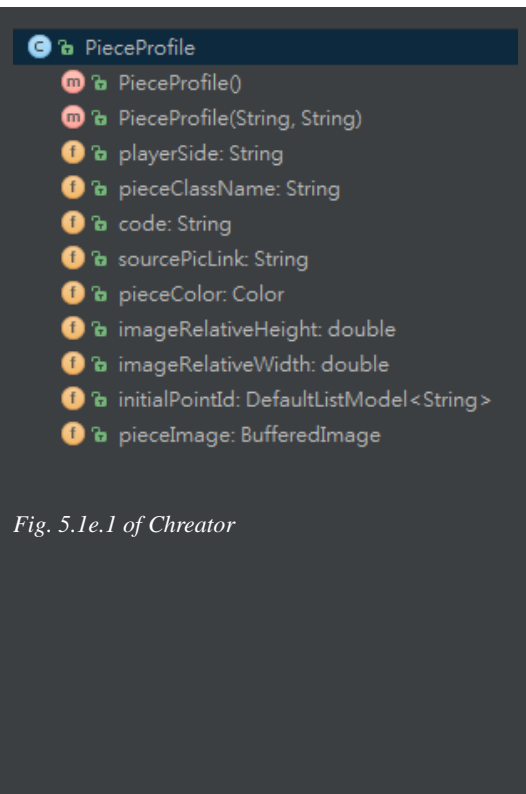 PieceProfile
PieceProfile()
PieceProfile(String, String)
playerSide: String
pieceClassName: String
code: String
sourcePicLink: String
pieceColor: Color
imageRelativeHeight: double
imageRelativeWidth: double
initialPointId: DefaultListModel<String>
pieceImage: BufferedImage
Fig. 5.1e.1 of Chreator